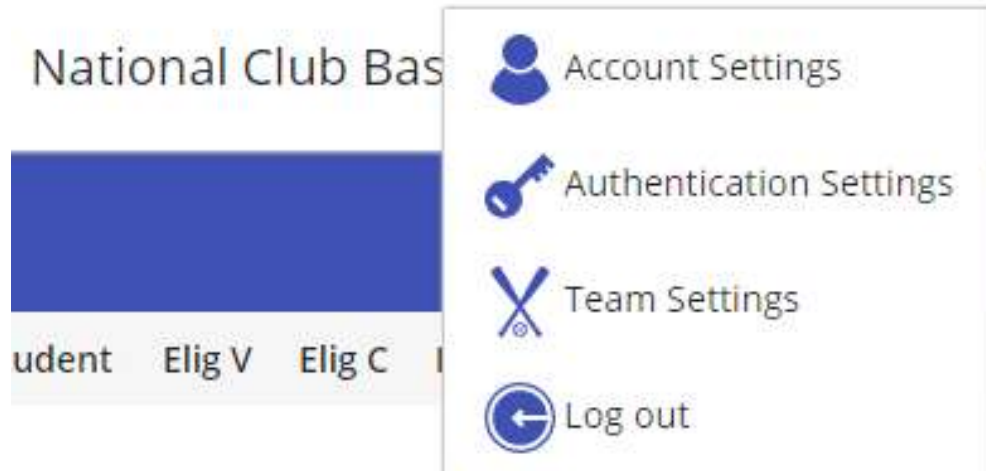 National Club Bas
Account Settings
Authentication Settings
Team Settings
udent Elig V Elig C
Log out